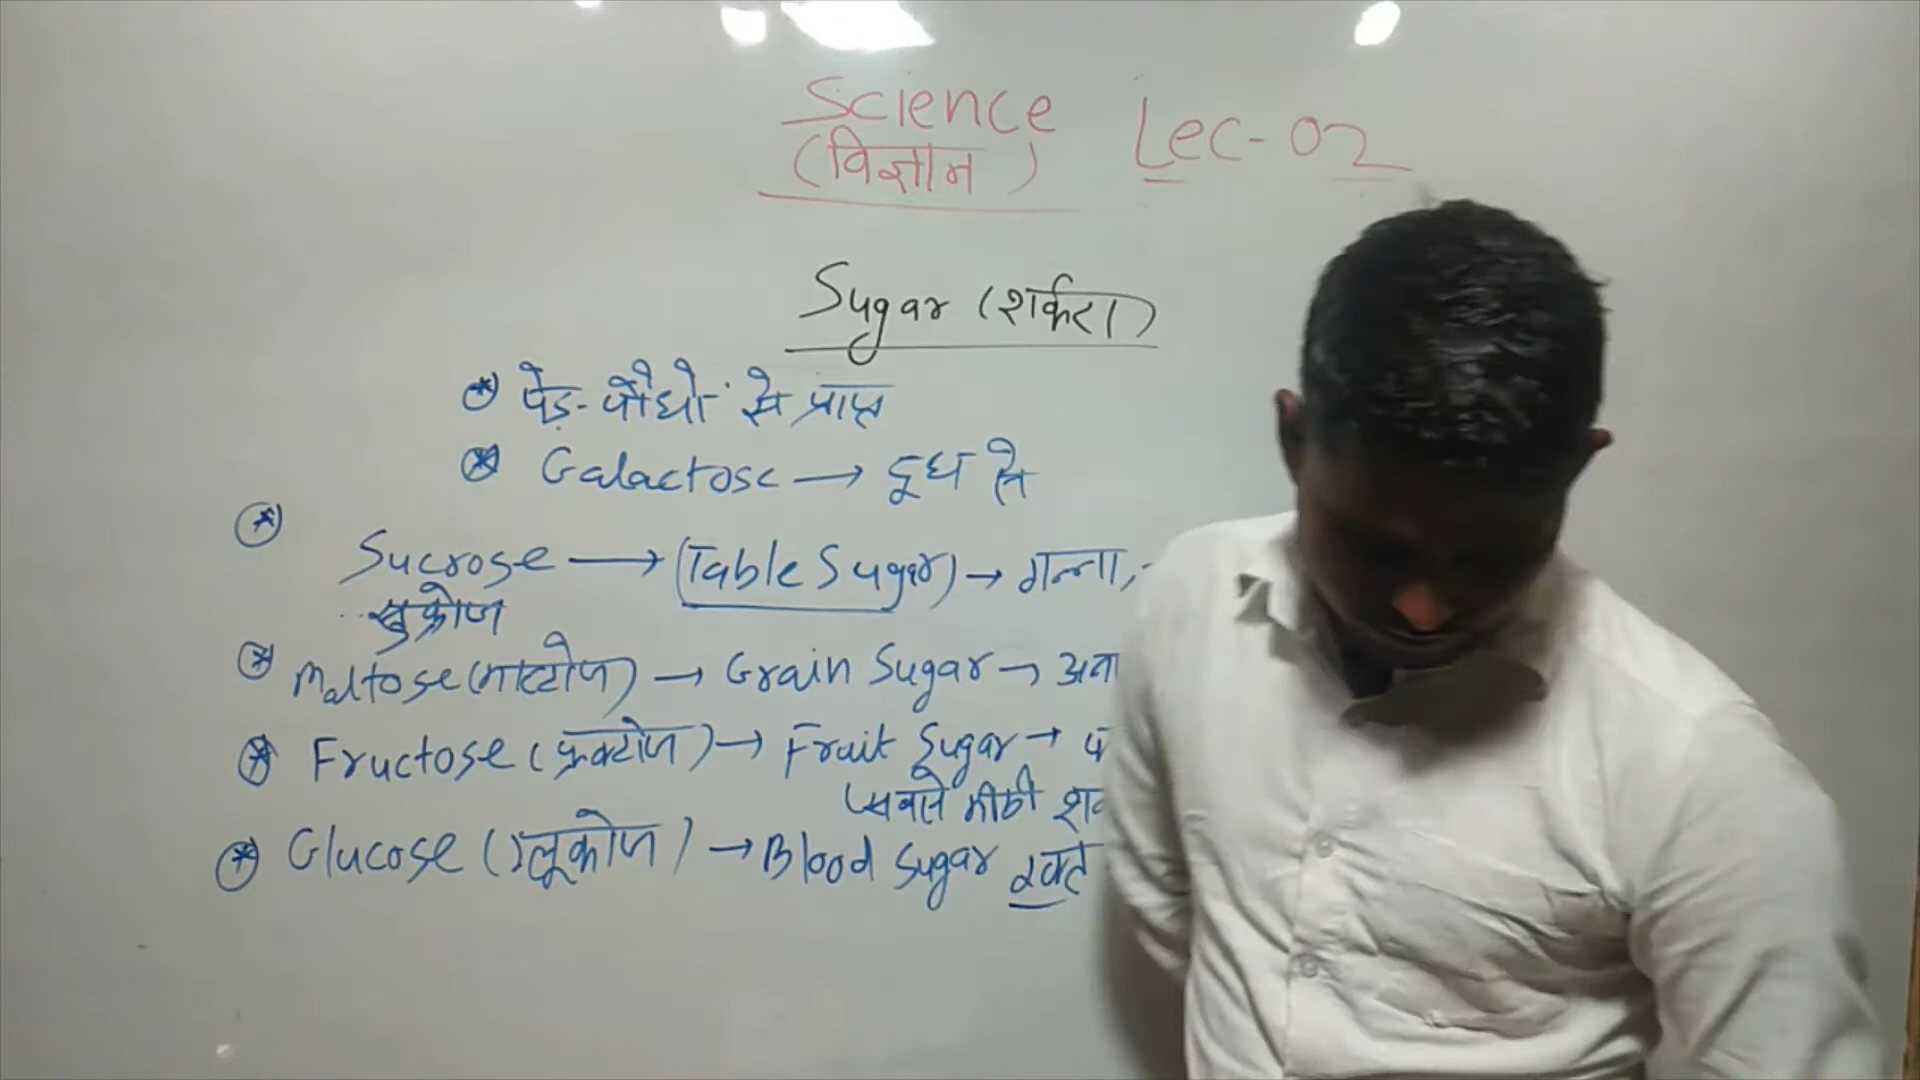 Science
(विज्ञान)
Lec-02
Sugar (शर्करा)
पेड़-पौधों से प्राप्त
Galactose → दूध से
Sucrose → (Table Sugar) → गन्ना,
सुक्रोज
Maltose (माल्टोज) → Grain Sugar →
Fructose (फ्रक्टोज) → Fruit Sugar →
सबसे मीठी
Glucose (ग्लूकोज) → Blood Sugar रक्त